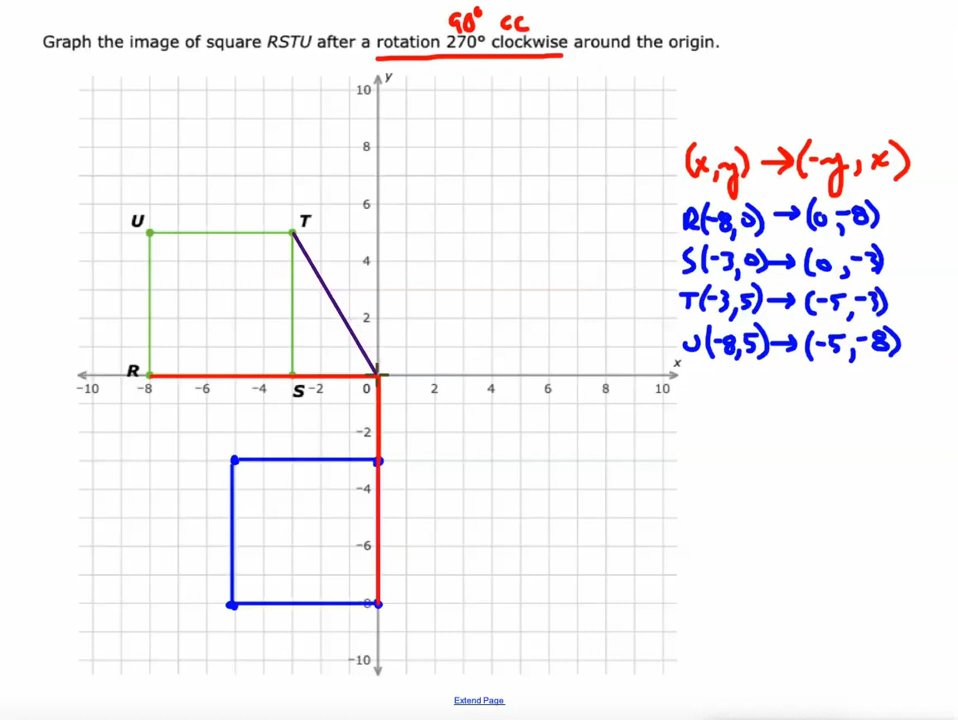 90° CC
Graph the image of square RSTU after a rotation 270° clockwise around the origin.
y
10
8
(x,y) →(-y, x)
6
U T
R(-8,0) → (0,-8)
4
S(-3,0)→ (0,-3)
2
T(-3,5)→ (-5,-3)
U(-8,5)→ (-5,-8)
R
x
-10 -8 -6 -4 S -2 0 2 4 6 8 10
-2
-4
-6
-8
-10
Extend Page